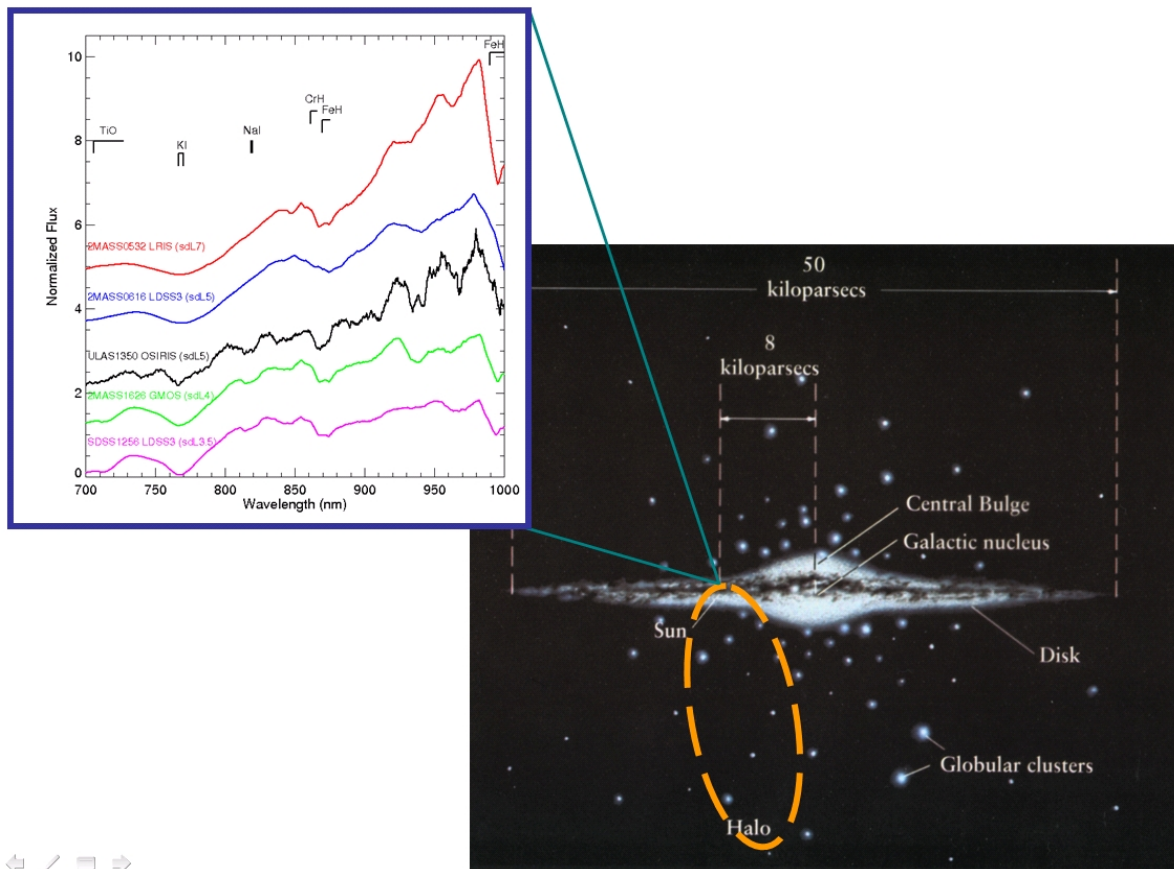 10
8
6
4
2
0
Normalized Flux
FeH
CrH
FeH
TiO
KI
NaI
2MASS0532 LRIS (sdL7)
2MASS0616 LDSS3 (sdL5)
ULAS1350 OSIRIS (sdL5)
2MASS1626 GMOS (sdL4)
SDSS1256 LDSS3 (sdL3.5)
700
750
800
850
900
950
1000
Wavelength (nm)
50
kiloparsecs
8
kiloparsecs
Central Bulge
Galactic nucleus
Sun
Disk
Globular clusters
Halo